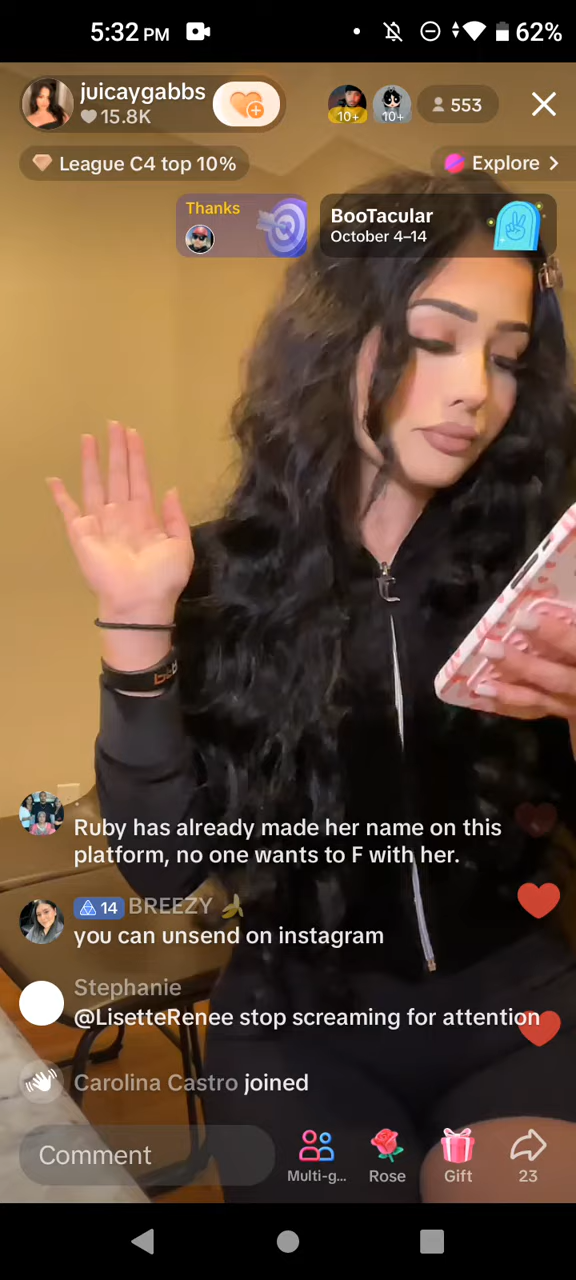 5:32 PM
62%
juicaygabbs
15.8K
10+
10+
553
League C4 top 10%
Explore
Thanks
BooTacular
October 4–14
Ruby has already made her name on this
platform, no one wants to F with her.
14 BREEZY 🍌
you can unsend on instagram
Stephanie
@LisetteRenee stop screaming for attention
Carolina Castro joined
Comment
Multi-g...
Rose
Gift
23